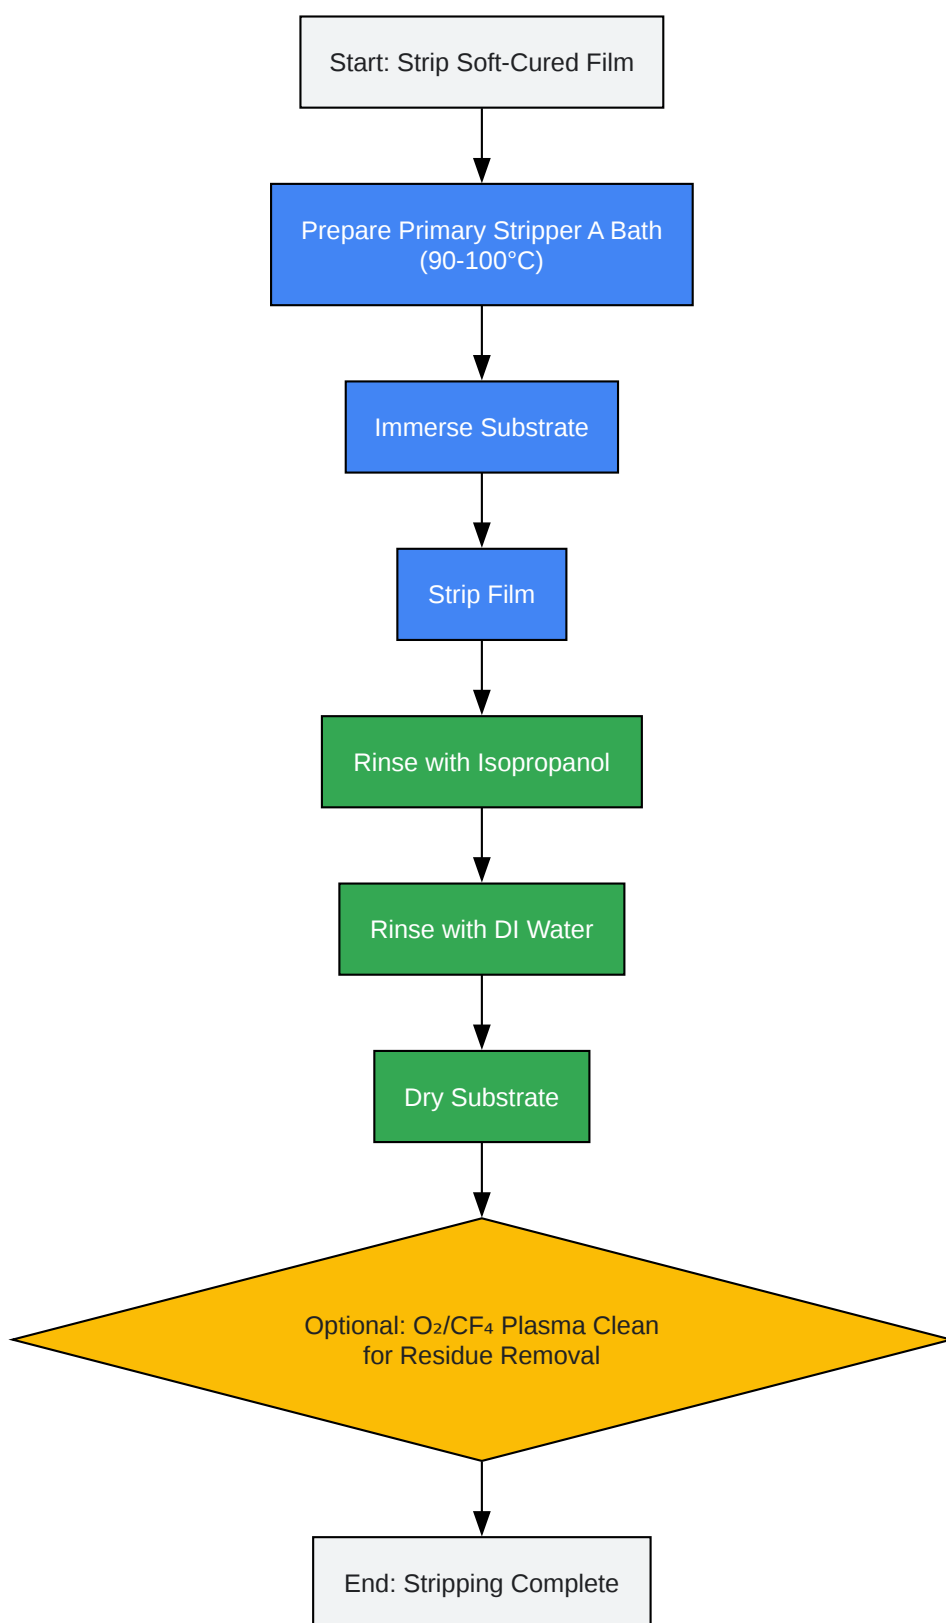 Start: Strip Soft-Cured Film
Prepare Primary Stripper A Bath
(90-100°C)
Immerse Substrate
Strip Film
Rinse with Isopropanol
Rinse with DI Water
Dry Substrate
Optional: O₂/CF₄ Plasma Clean
for Residue Removal
End: Stripping Complete